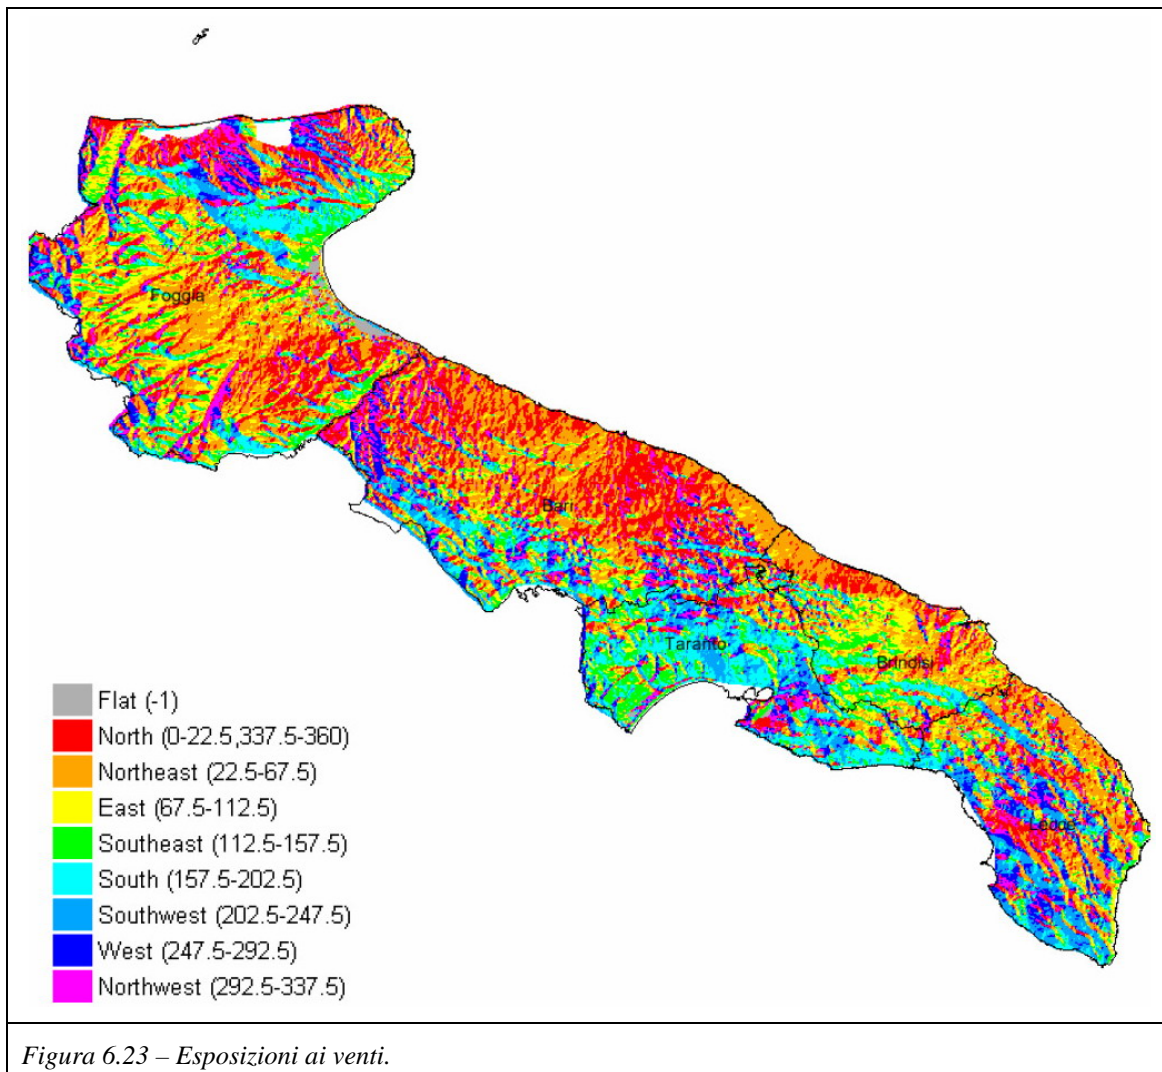 Foggia
Bari
Taranto
Brindisi
Lecce
Flat (-1)
North (0-22.5,337.5-360)
Northeast (22.5-67.5)
East (67.5-112.5)
Southeast (112.5-157.5)
South (157.5-202.5)
Southwest (202.5-247.5)
West (247.5-292.5)
Northwest (292.5-337.5)
Figura 6.23 – Esposizioni ai venti.